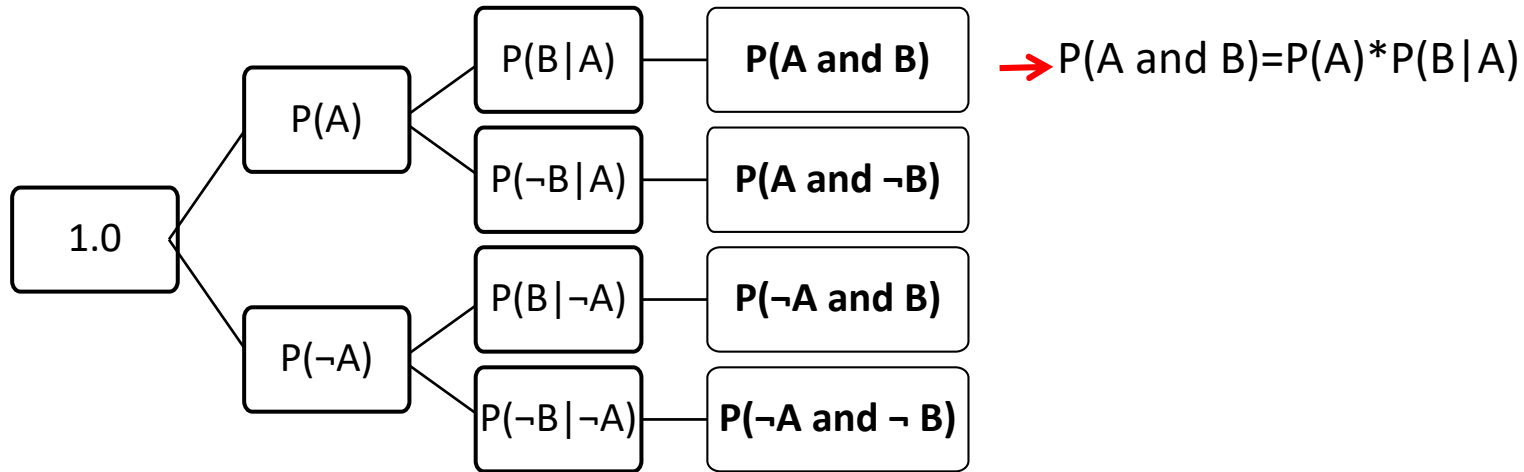 P(B|A)
P(A and B)
P(A and B)=P(A)*P(B|A)
P(A)
P(¬B|A)
P(A and ¬B)
1.0
P(B|¬A)
P(¬A and B)
P(¬A)
P(¬B|¬A)
P(¬A and ¬ B)